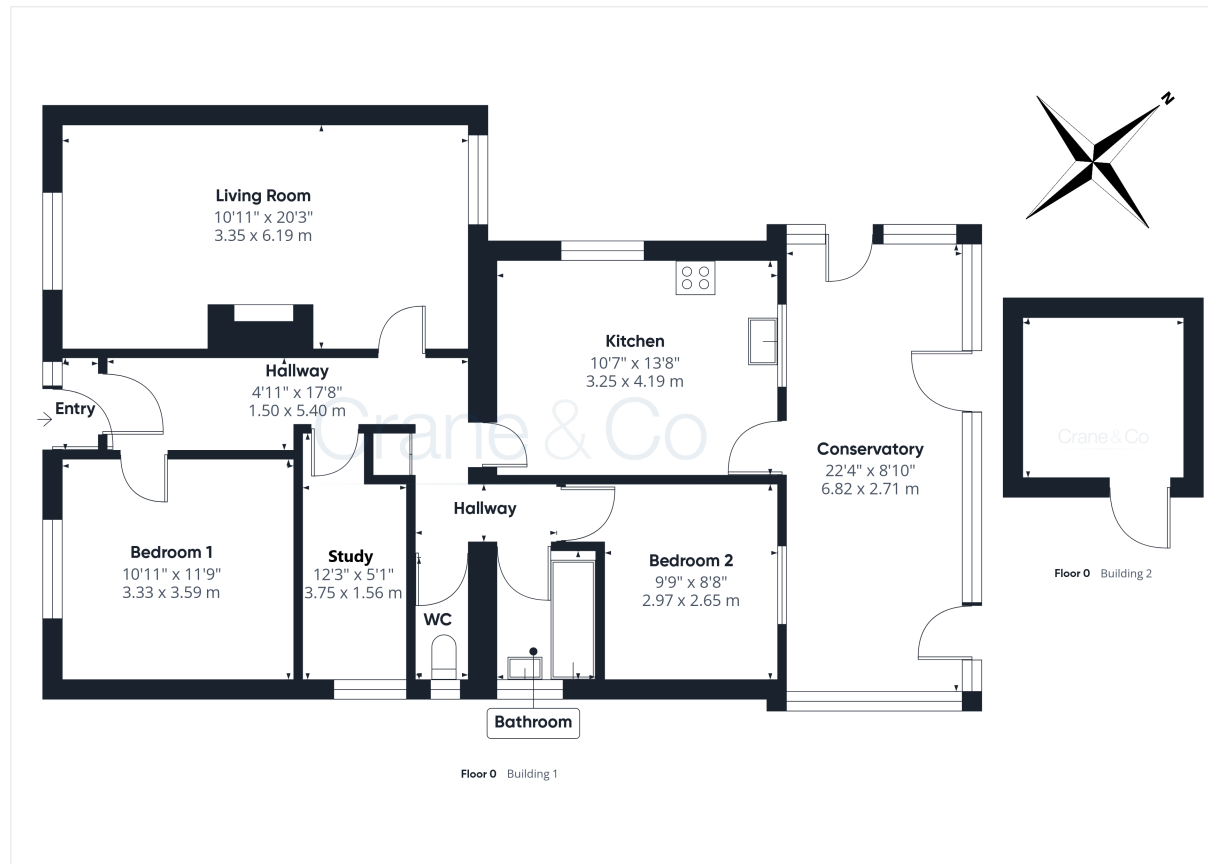 N
Living Room
10'11" x 20'3"
3.35 x 6.19 m
Kitchen
10'7" x 13'8"
3.25 x 4.19 m
Hallway
4'11" x 17'8"
1.50 x 5.40 m
Entry
Crane & Co
Crane & Co
Conservatory
22'4" x 8'10"
6.82 x 2.71 m
Hallway
Bedroom 1
10'11" x 11'9"
3.33 x 3.59 m
Study
12'3" x 5'1"
3.75 x 1.56 m
Bedroom 2
9'9" x 8'8"
2.97 x 2.65 m
WC
Floor 0 Building 2
Bathroom
Floor 0 Building 1